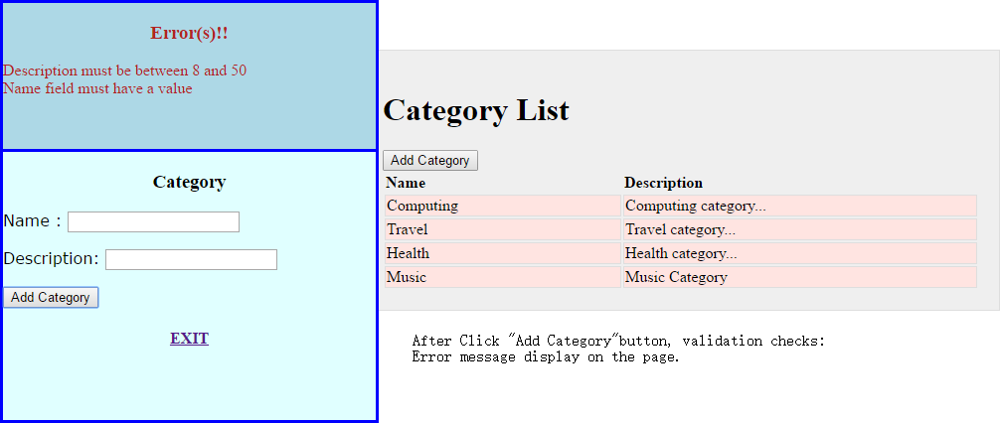 Error(s)!!
Description must be between 8 and 50
Name field must have a value
Category
Name :
Description:
Add Category
EXIT
Category List
Add Category
Name Description
Computing Computing category...
Travel Travel category...
Health Health category...
Music Music Category
After Click "Add Category"button, validation checks:
Error message display on the page.